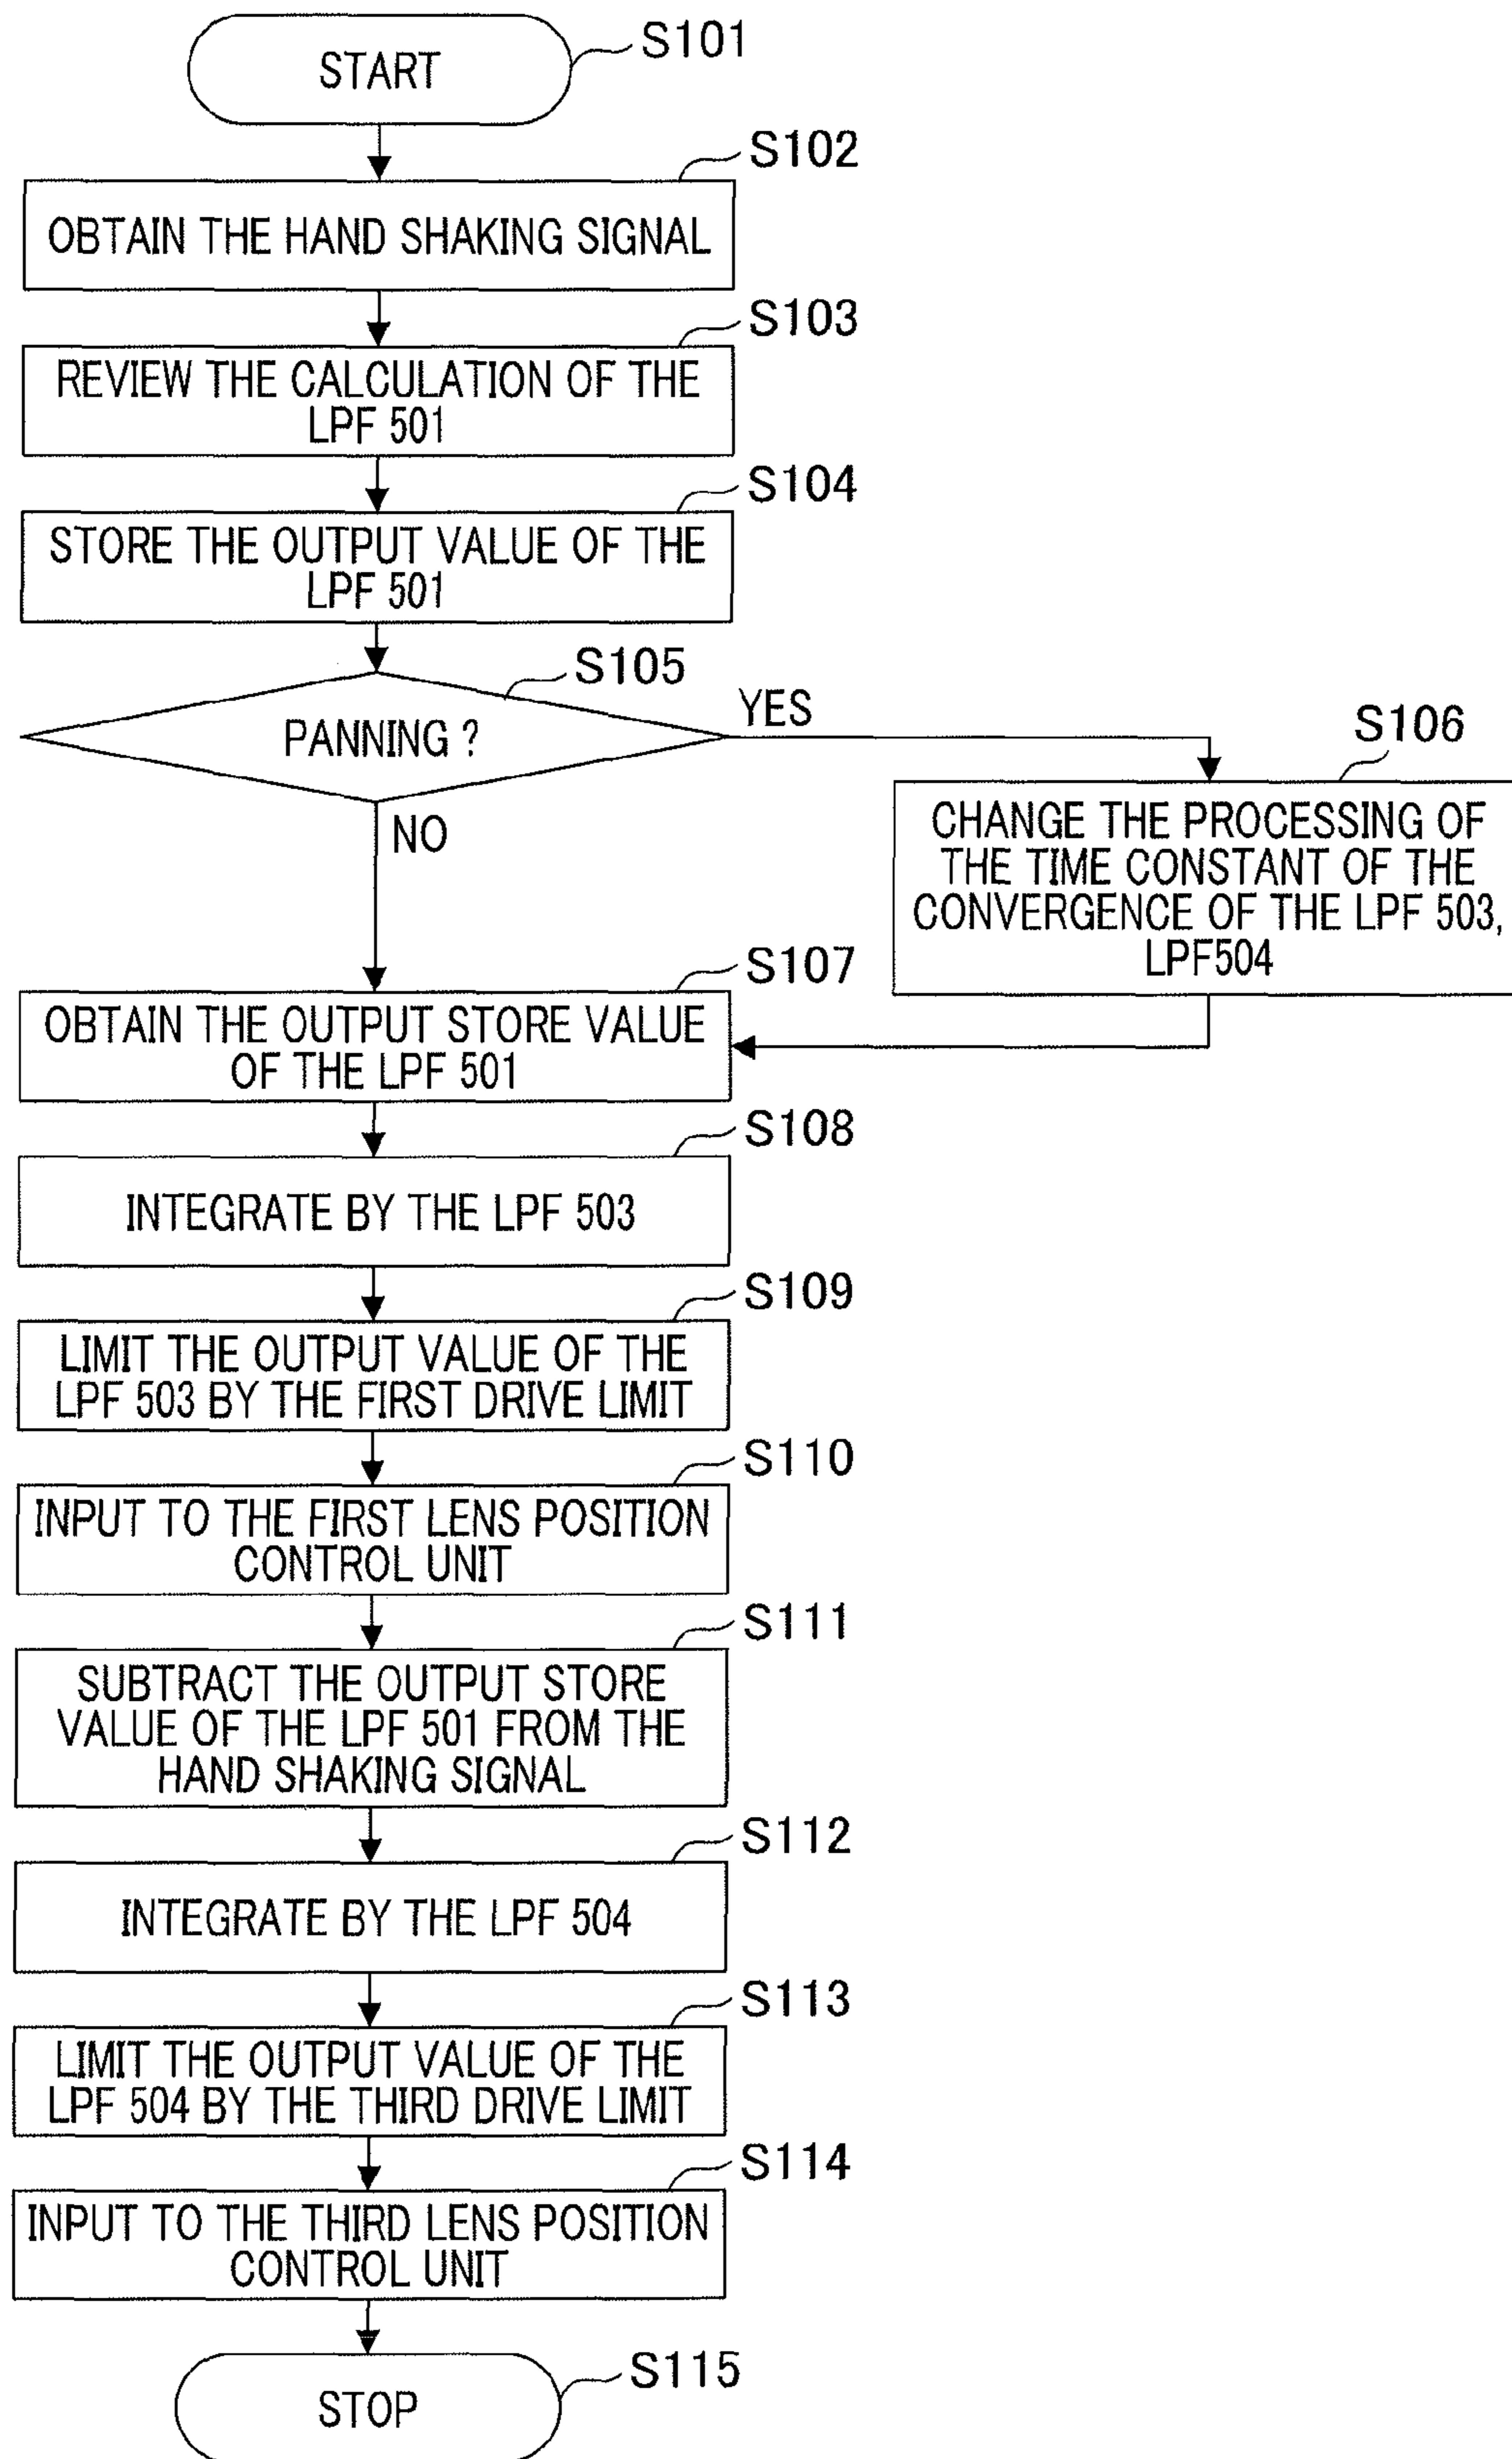 START
S101
S102
OBTAIN THE HAND SHAKING SIGNAL
S103
REVIEW THE CALCULATION OF THE
LPF 501
S104
STORE THE OUTPUT VALUE OF THE
LPF 501
S105
PANNING ?
YES
NO
S106
CHANGE THE PROCESSING OF
THE TIME CONSTANT OF THE
CONVERGENCE OF THE LPF 503,
LPF504
S107
OBTAIN THE OUTPUT STORE VALUE
OF THE LPF 501
S108
INTEGRATE BY THE LPF 503
S109
LIMIT THE OUTPUT VALUE OF THE
LPF 503 BY THE FIRST DRIVE LIMIT
S110
INPUT TO THE FIRST LENS POSITION
CONTROL UNIT
S111
SUBTRACT THE OUTPUT STORE
VALUE OF THE LPF 501 FROM THE
HAND SHAKING SIGNAL
S112
INTEGRATE BY THE LPF 504
S113
LIMIT THE OUTPUT VALUE OF THE
LPF 504 BY THE THIRD DRIVE LIMIT
S114
INPUT TO THE THIRD LENS POSITION
CONTROL UNIT
S115
STOP